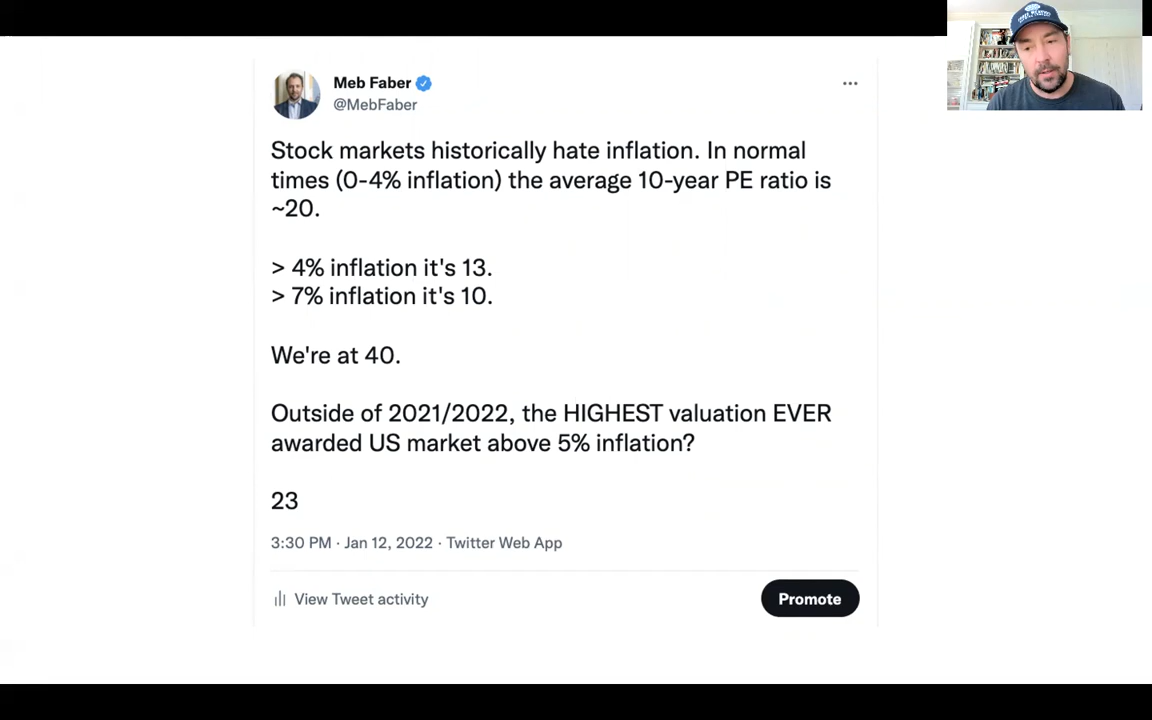 Meb Faber
@MebFaber
Stock markets historically hate inflation. In normal
times (0-4% inflation) the average 10-year PE ratio is
~20.
> 4% inflation it's 13.
> 7% inflation it's 10.
We're at 40.
Outside of 2021/2022, the HIGHEST valuation EVER
awarded US market above 5% inflation?
23
3:30 PM · Jan 12, 2022 · Twitter Web App
View Tweet activity
Promote